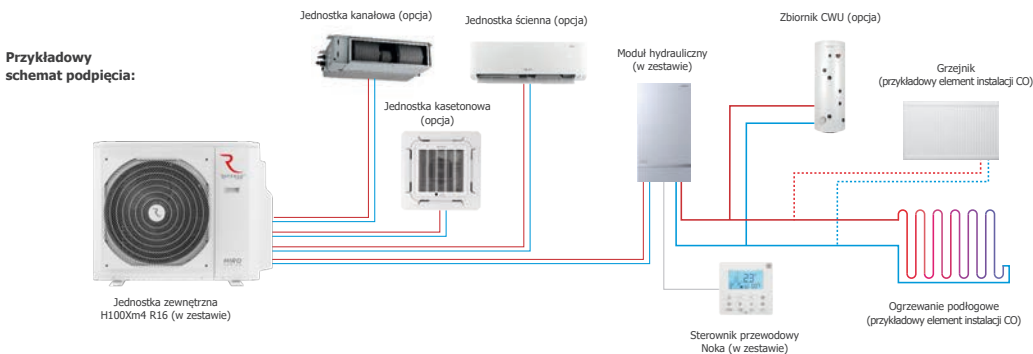 Przykładowy
schemat podpięcia:
Jednostka kanałowa (opcja)
Jednostka ścienna (opcja)
Jednostka kasetonowa
(opcja)
Moduł hydrauliczny
(w zestawie)
Zbiornik CWU (opcja)
Grzejnik
(przykładowy element instalacji CO)
Jednostka zewnętrzna
H100Xm4 R16 (w zestawie)
Sterownik przewodowy
Noka (w zestawie)
Ogrzewanie podłogowe
(przykładowy element instalacji CO)